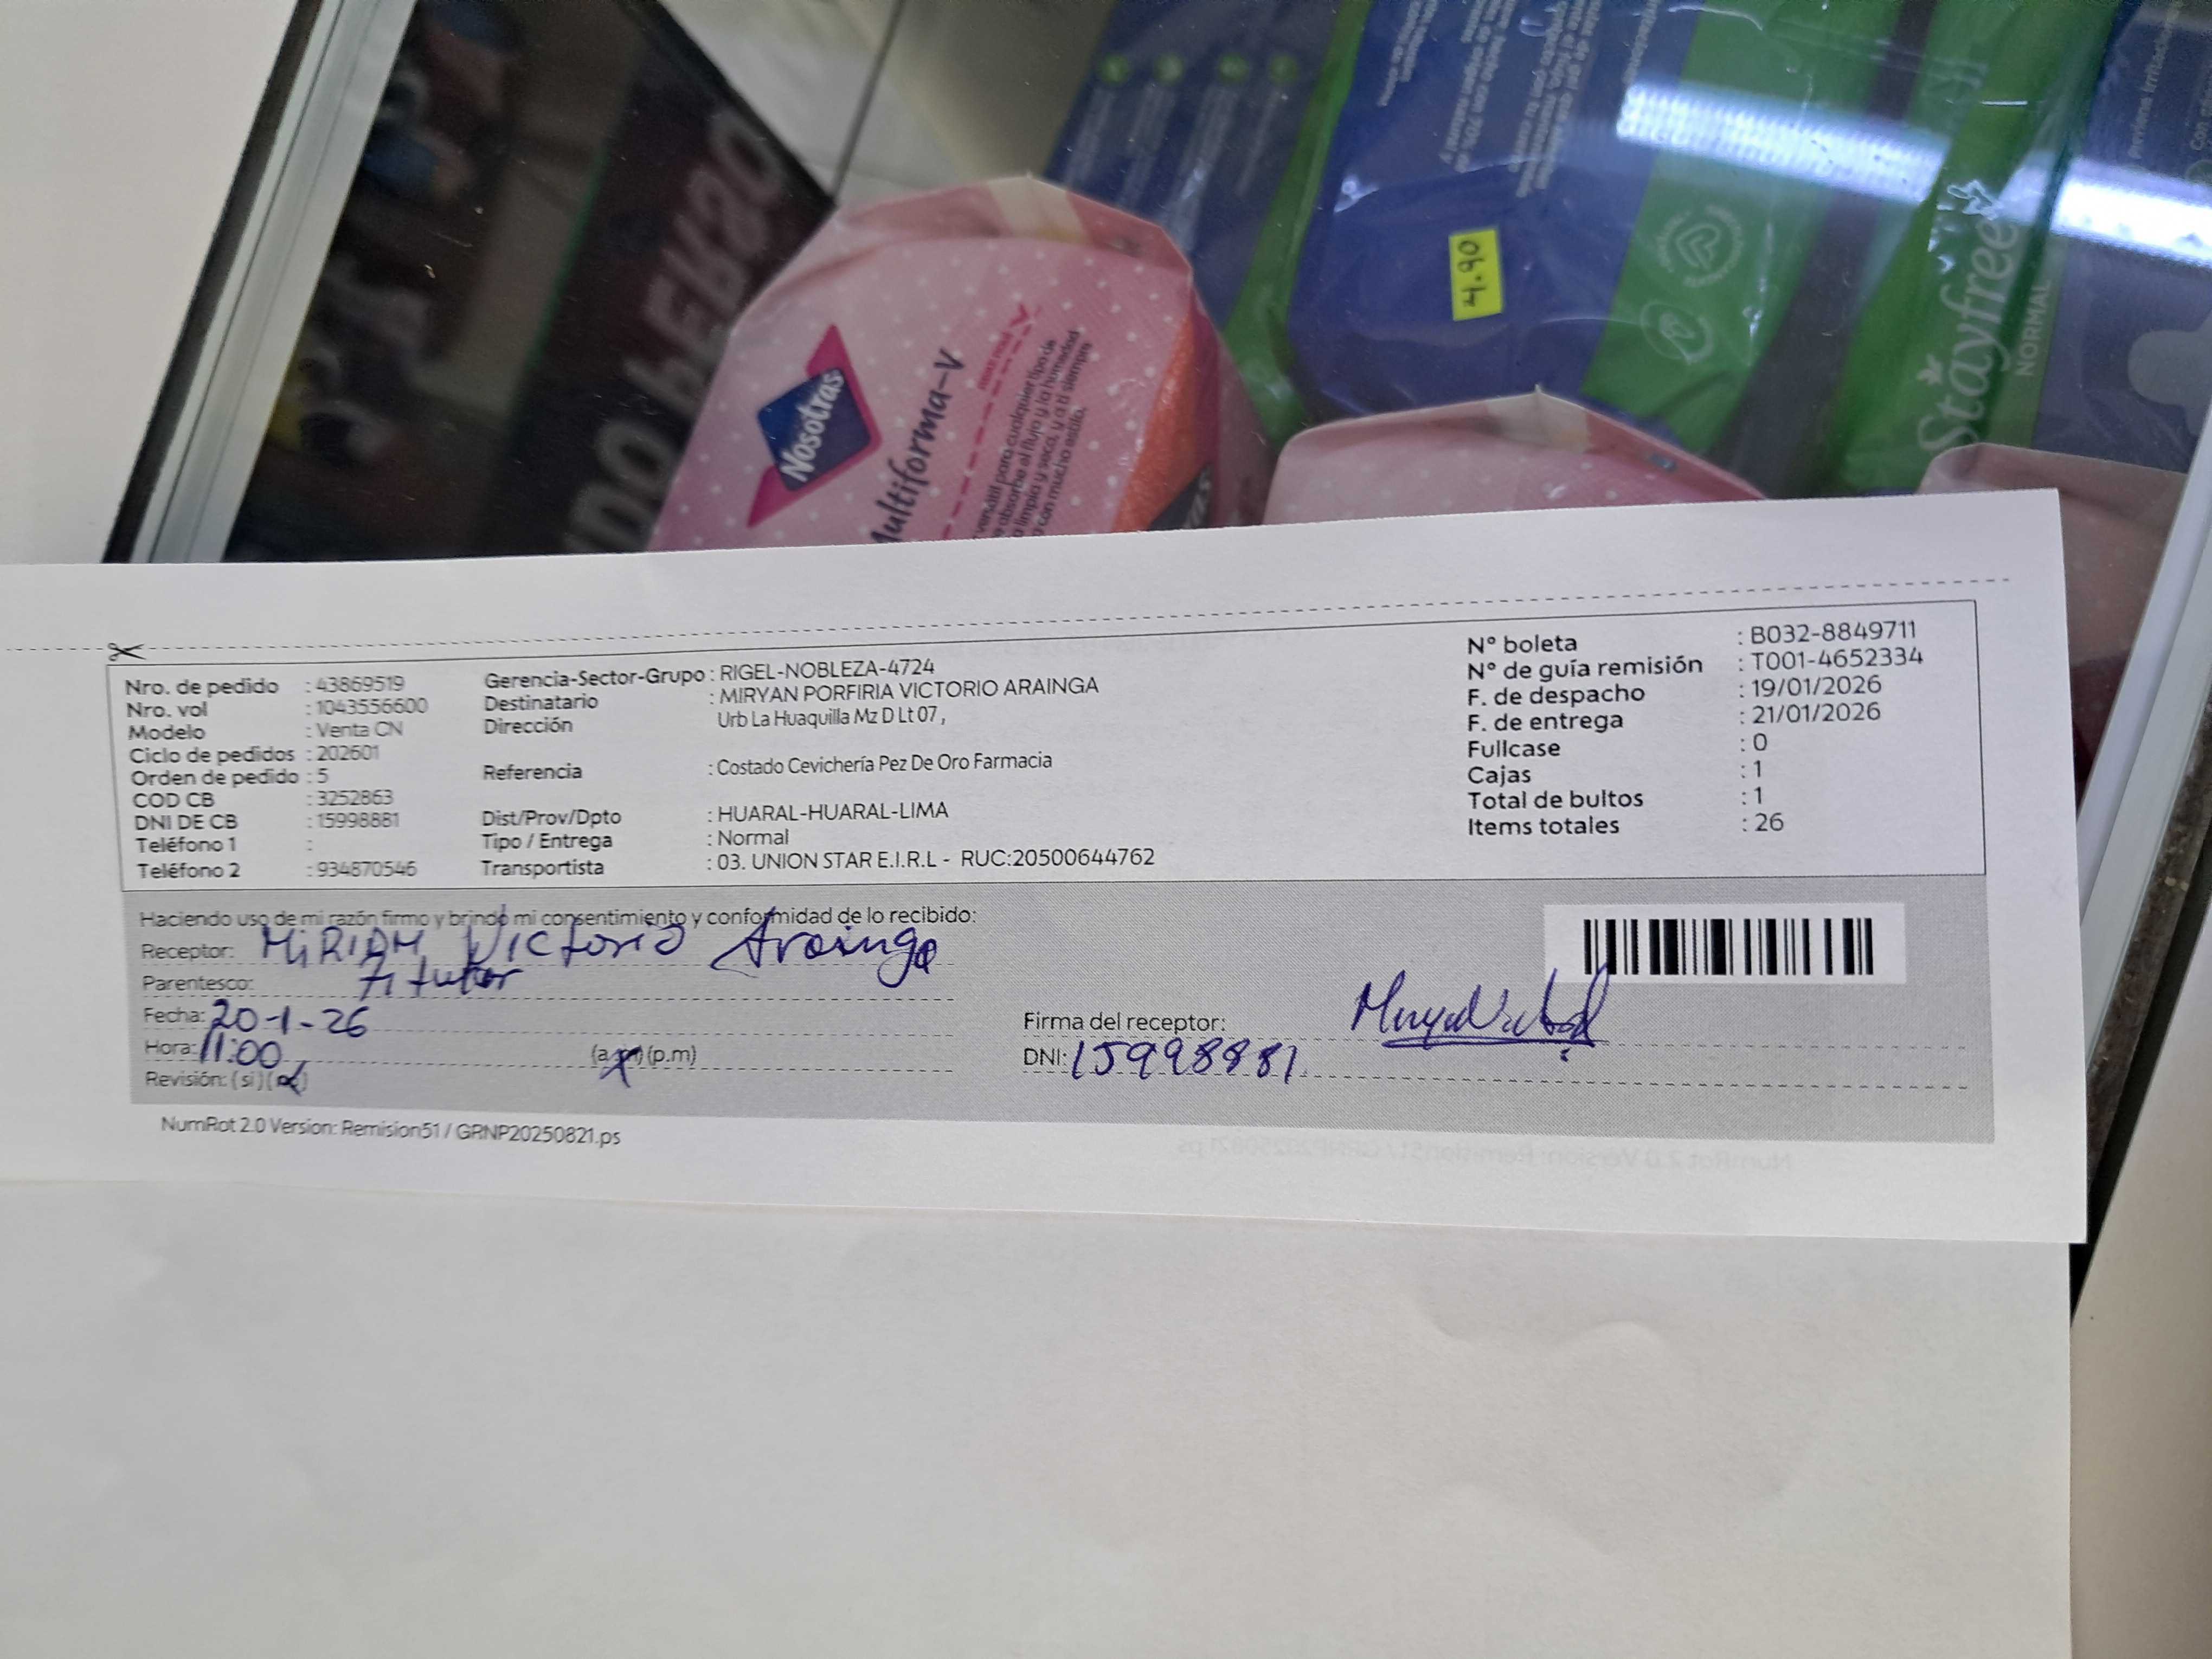 Nosotras
Multiforma-V
4.90
Stayfree
NORMAL
Nro. de pedido : 43869519
Nro. vol : 1043556600
Modelo : Venta CN
Ciclo de pedidos : 202601
Orden de pedido : 5
COD CB : 3252863
DNI DE CB : 15998881
Teléfono 1 :
Teléfono 2 : 934870546
Gerencia-Sector-Grupo : RIGEL-NOBLEZA-4724
Destinatario : MIRYAN PORFIRIA VICTORIO ARAINGA
Dirección Urb La Huaquilla Mz D Lt 07 ,
Referencia : Costado Cevichería Pez De Oro Farmacia
Dist/Prov/Dpto : HUARAL-HUARAL-LIMA
Tipo / Entrega : Normal
Transportista : 03. UNION STAR E.I.R.L - RUC:20500644762
N° boleta : B032-8849711
N° de guía remisión : T001-4652334
F. de despacho : 19/01/2026
F. de entrega : 21/01/2026
Fullcase : 0
Cajas : 1
Total de bultos : 1
Items totales : 26
Haciendo uso de mi razón firmo y brindo mi consentimiento y conformidad de lo recibido:
Receptor: MiRIAM Victorio Arainga
Parentesco: titular
Fecha: 20-1-26
Hora: 11:00 (a.m) (p.m)
Revisión: (si) (no)
Firma del receptor:
DNI: 15998881
NumRot 2.0 Version: Remision51 / GRNP20250821.ps